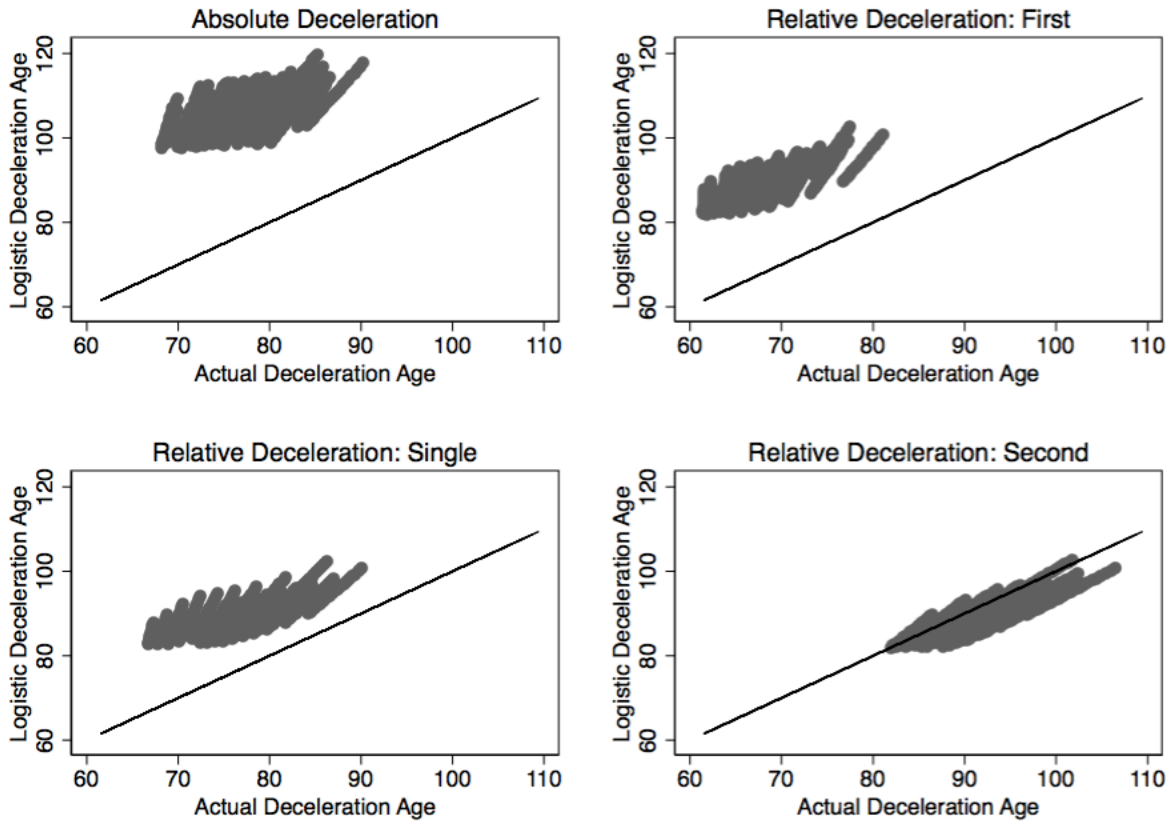 Absolute Deceleration
Logistic Deceleration Age
120
100
80
60
60 70 80 90 100 110
Actual Deceleration Age
Relative Deceleration: First
Logistic Deceleration Age
120
100
80
60
60 70 80 90 100 110
Actual Deceleration Age
Relative Deceleration: Single
Logistic Deceleration Age
120
100
80
60
60 70 80 90 100 110
Actual Deceleration Age
Relative Deceleration: Second
Logistic Deceleration Age
120
100
80
60
60 70 80 90 100 110
Actual Deceleration Age